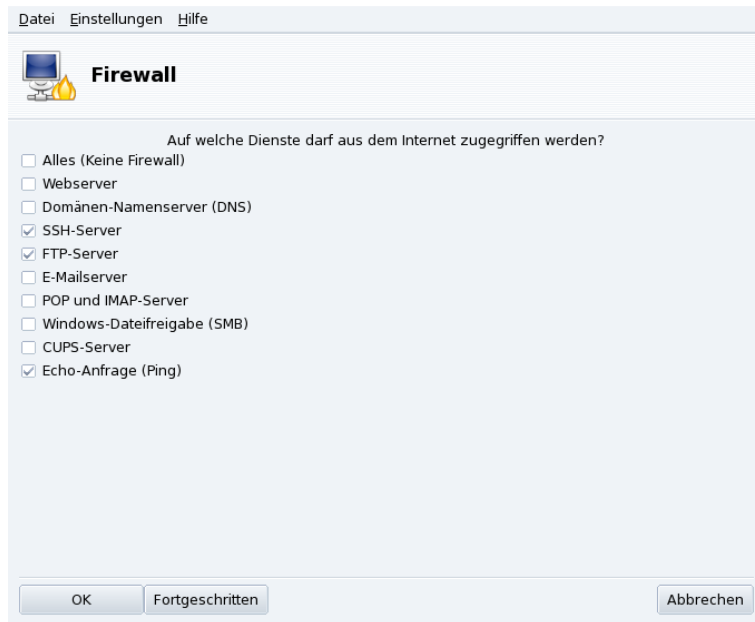 Datei Einstellungen Hilfe
Firewall
Auf welche Dienste darf aus dem Internet zugegriffen werden?
Alles (Keine Firewall)
Webserver
Domänen-Namenserver (DNS)
SSH-Server
FTP-Server
E-Mailserver
POP und IMAP-Server
Windows-Dateifreigabe (SMB)
CUPS-Server
Echo-Anfrage (Ping)
OK Fortgeschritten Abbrechen